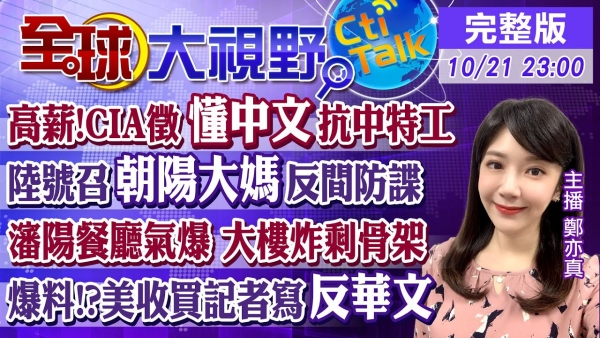 全球大視野
Cti Talk
完整版
10/21 23:00
高薪!CIA徵 懂中文 抗中特工
陸號召 朝陽大媽 反間防諜
瀋陽餐廳氣爆 大樓炸剩骨架
爆料!?美收買記者寫 反華文
主播 鄭亦真